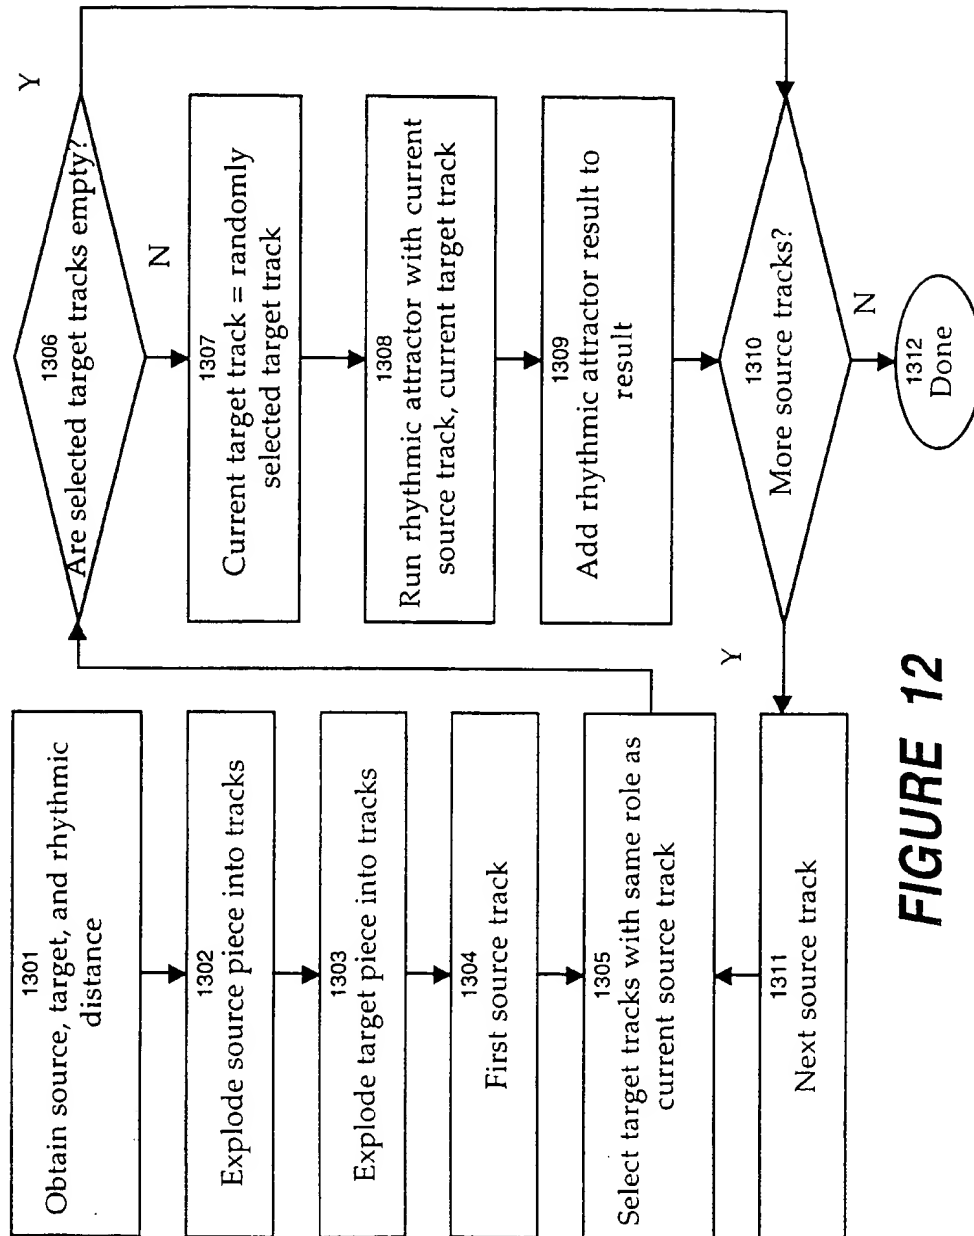 1301
Obtain source, target, and rhythmic
distance
1302
Explode source piece into tracks
1303
Explode target piece into tracks
1304
First source track
1305
Select target tracks with same role as
current source track
1311
Next source track
1306
Are selected target tracks empty?
Y
N
1307
Current target track = randomly
selected target track
1308
Run rhythmic attractor with current
source track, current target track
1309
Add rhythmic attractor result to
result
1310
More source tracks?
Y
N
1312
Done
FIGURE 12